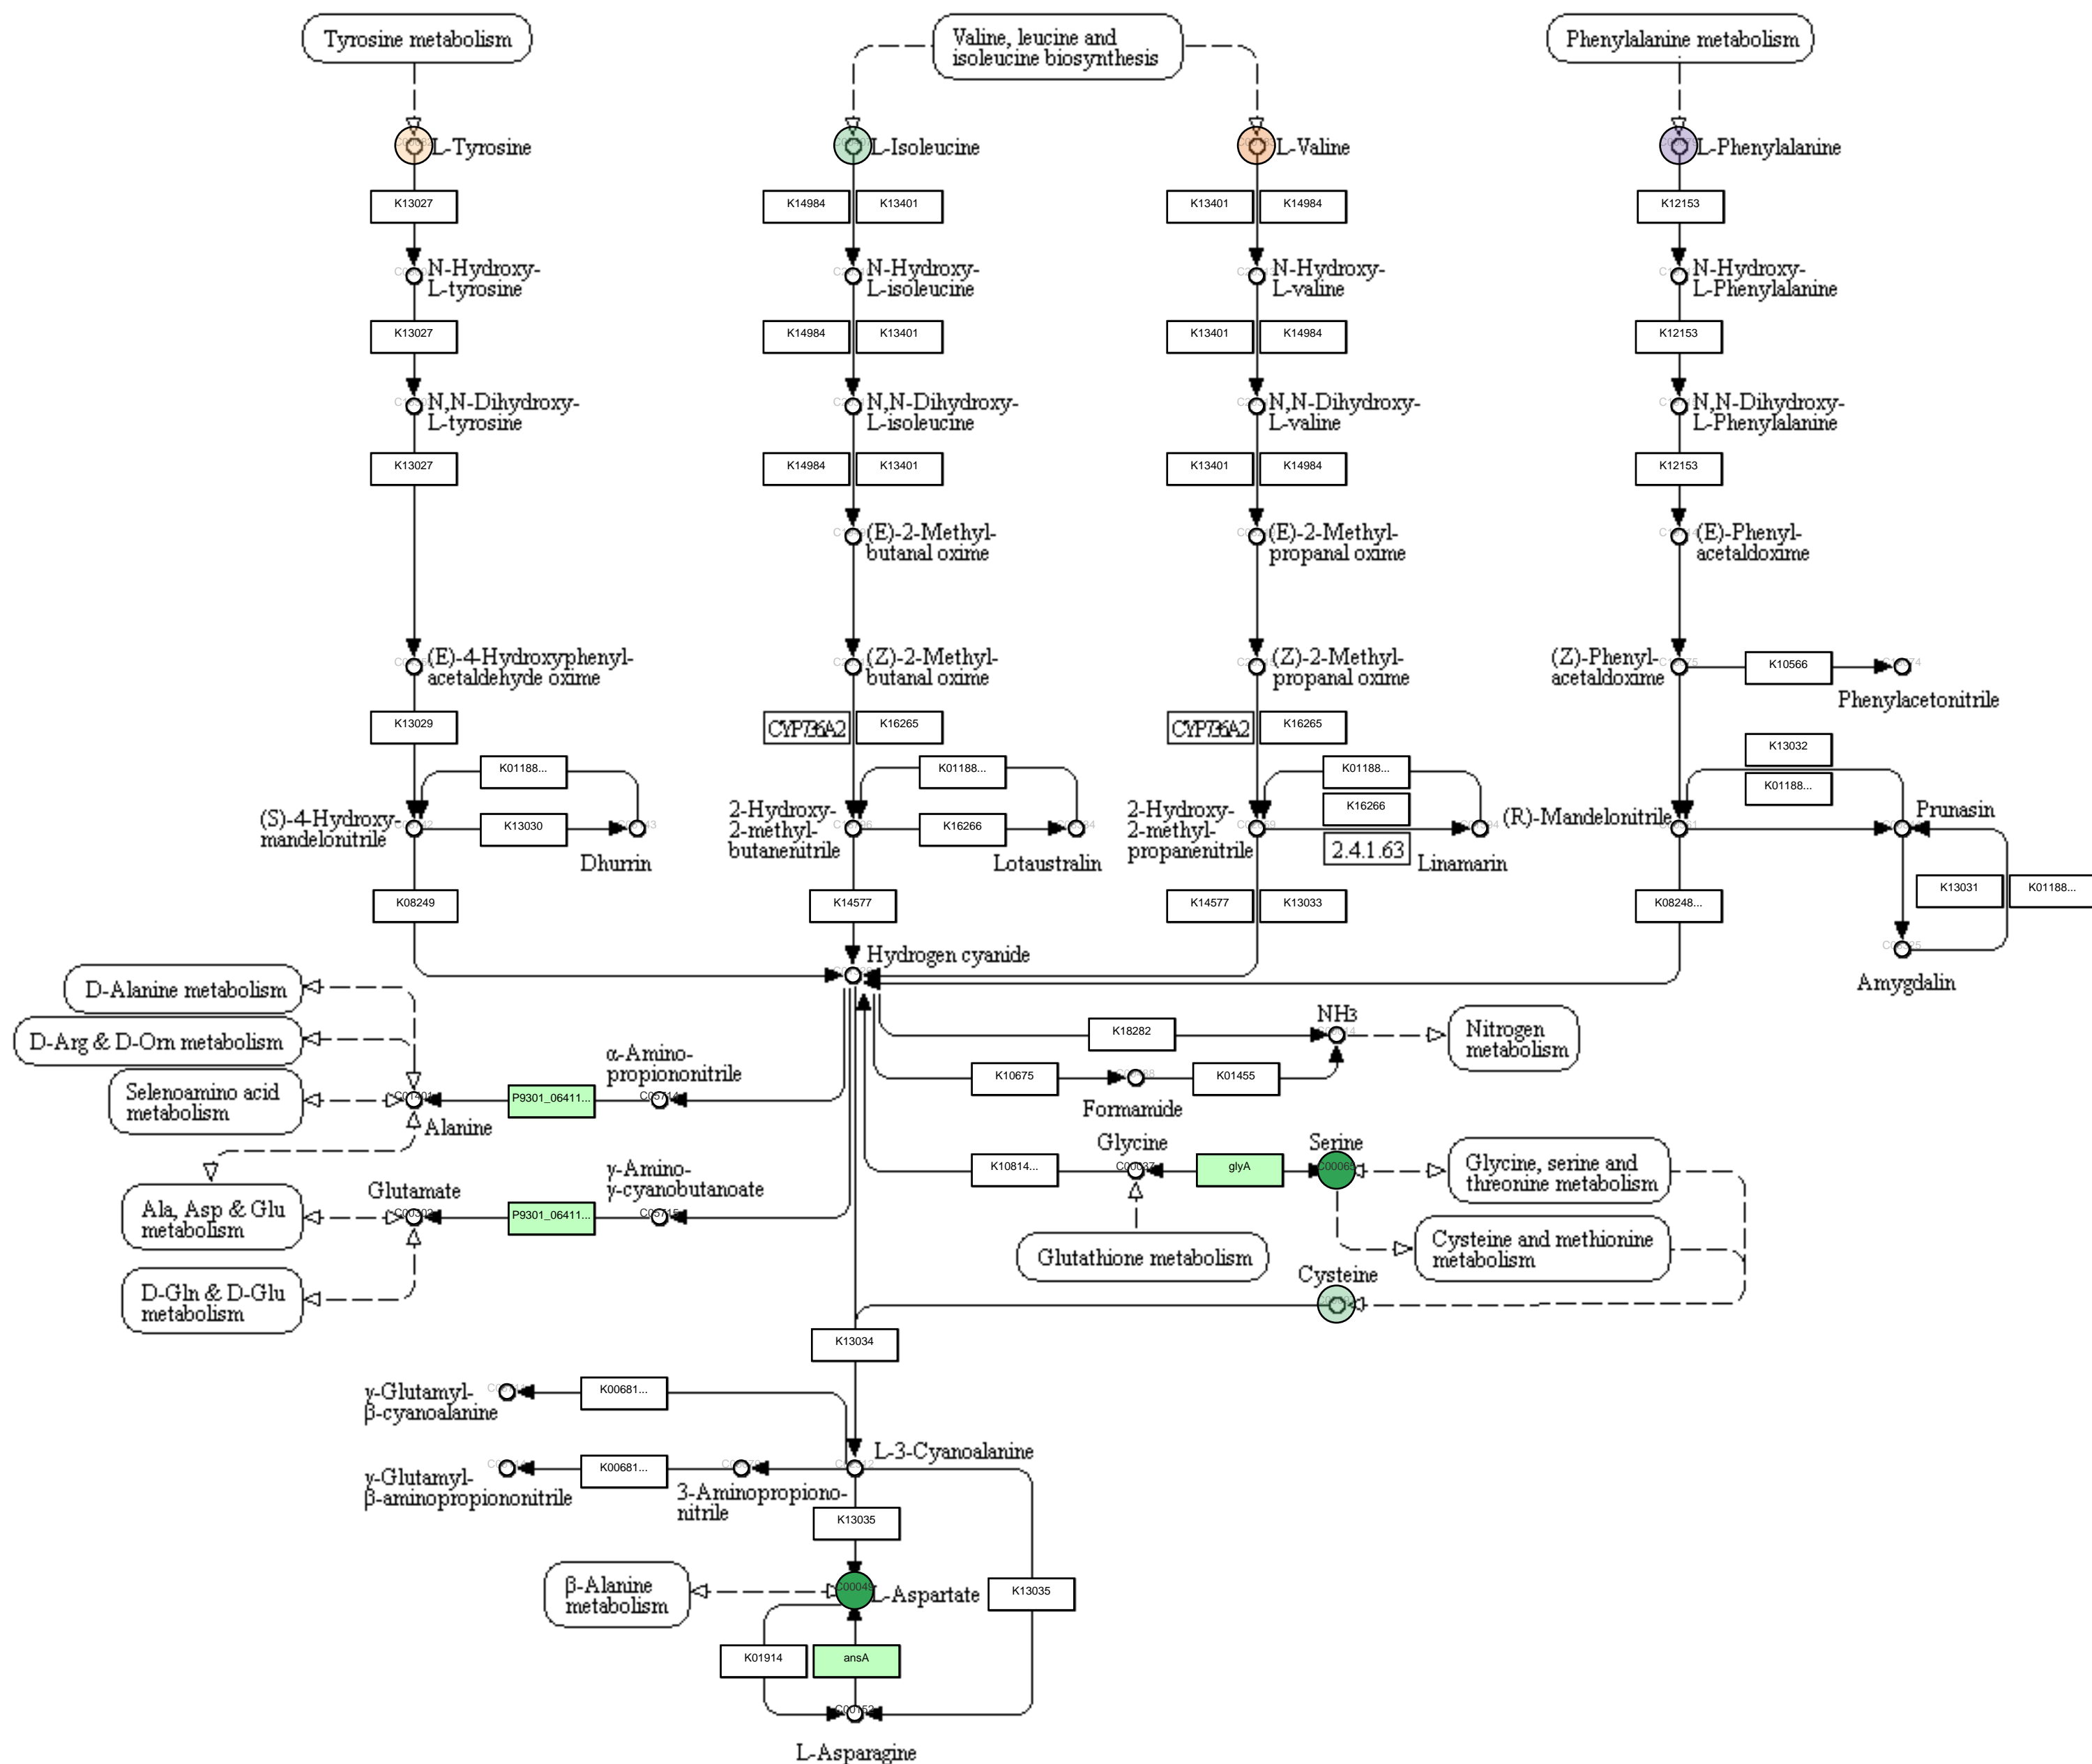 Tyrosine metabolism
Valine, leucine and
isoleucine biosynthesis
Phenylalanine metabolism
L-Tyrosine
L-Isoleucine
L-Valine
L-Phenylalanine
K13027
K14984
K13401
K13401
K14984
K12153
N-Hydroxy-
L-tyrosine
N-Hydroxy-
L-isoleucine
N-Hydroxy-
L-valine
N-Hydroxy-
L-Phenylalanine
K13027
K14984
K13401
K13401
K14984
K12153
N,N-Dihydroxy-
L-tyrosine
N,N-Dihydroxy-
L-isoleucine
N,N-Dihydroxy-
L-valine
N,N-Dihydroxy-
L-Phenylalanine
K13027
K14984
K13401
K13401
K14984
K12153
(E)-2-Methyl-
butanal oxime
(E)-2-Methyl-
propanal oxime
(E)-Phenyl-
acetaldoxime
(E)-4-Hydroxyphenyl-
acetaldehyde oxime
(Z)-2-Methyl-
butanal oxime
(Z)-2-Methyl-
propanal oxime
(Z)-Phenyl-
acetaldoxime
K10566
Phenylacetonitrile
K13029
CYP736A2
K16265
CYP736A2
K16265
K13032
K01188...
K01188...
K01188...
K01188...
(S)-4-Hydroxy-
mandelonitrile
K13030
Dhurrin
2-Hydroxy-
2-methyl-
butanenitrile
K16266
Lotaustralin
2-Hydroxy-
2-methyl-
propanenitrile
K16266
2.4.1.63
Linamarin
(R)-Mandelonitrile
Prunasin
K08249
K14577
K14577
K13033
K08248...
K13031
K01188...
Hydrogen cyanide
Amygdalin
D-Alanine metabolism
D-Arg & D-Orn metabolism
Selenoamino acid
metabolism
K18282
NH3
Nitrogen
metabolism
α-Amino-
propiononitrile
P9301_06411...
C05714
C01401
Alanine
K10675
K01455
Formamide
Glycine
Serine
K10814...
C00037
glyA
C00065
Glycine, serine and
threonine metabolism
γ-Amino-
γ-cyanobutanoate
Glutamate
Ala, Asp & Glu
metabolism
C00302
P9301_06411...
C05715
Glutathione metabolism
Cysteine and methionine
metabolism
D-Gln & D-Glu
metabolism
Cysteine
K13034
γ-Glutamyl-
β-cyanoalanine
K00681...
L-3-Cyanoalanine
γ-Glutamyl-
β-aminopropiononitrile
K00681...
3-Aminopropiono-
nitrile
K13035
β-Alanine
metabolism
C00049
L-Aspartate
K13035
K01914
ansA
C00152
L-Asparagine